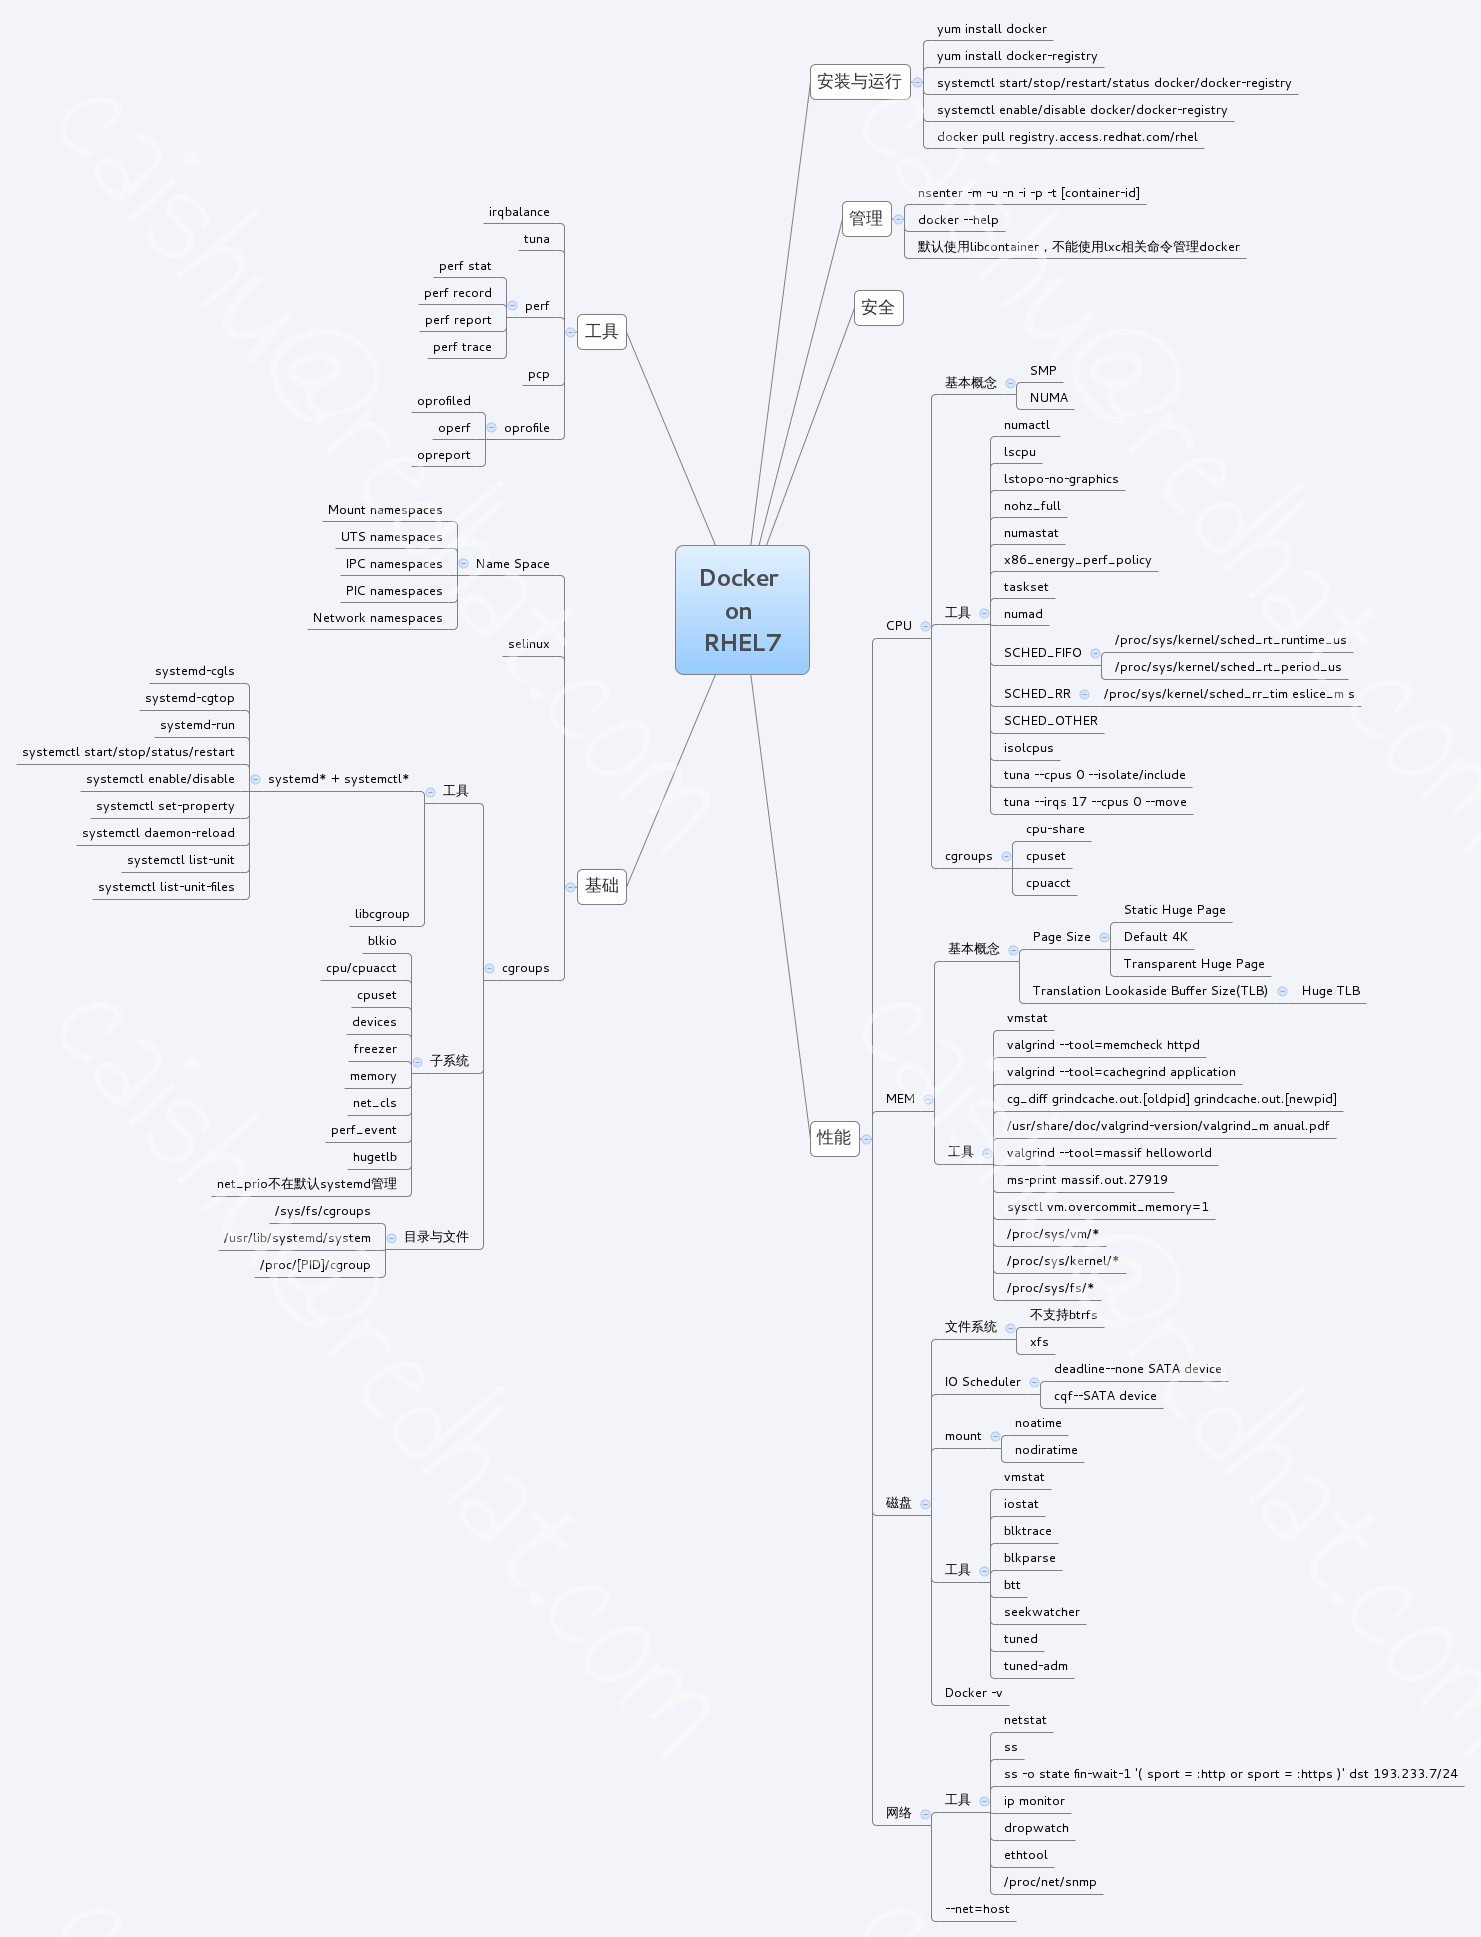 Docker
on
RHEL7
安装与运行
yum install docker
yum install docker-registry
systemctl start/stop/restart/status docker/docker-registry
systemctl enable/disable docker/docker-registry
docker pull registry.access.redhat.com/rhel
管理
nsenter -m -u -n -i -p -t [container-id]
docker --help
默认使用libcontainer，不能使用lxc相关命令管理docker
安全
性能
CPU
基本概念
SMP
NUMA
工具
numactl
lscpu
lstopo-no-graphics
nohz_full
numastat
x86_energy_perf_policy
taskset
numad
SCHED_FIFO
/proc/sys/kernel/sched_rt_runtime_us
/proc/sys/kernel/sched_rt_period_us
SCHED_RR
/proc/sys/kernel/sched_rr_tim eslice_m s
SCHED_OTHER
isolcpus
tuna --cpus 0 --isolate/include
tuna --irqs 17 --cpus 0 --move
cgroups
cpu-share
cpuset
cpuacct
MEM
基本概念
Page Size
Static Huge Page
Default 4K
Transparent Huge Page
Translation Lookaside Buffer Size(TLB)
Huge TLB
工具
vmstat
valgrind --tool=memcheck httpd
valgrind --tool=cachegrind application
cg_diff grindcache.out.[oldpid] grindcache.out.[newpid]
/usr/share/doc/valgrind-version/valgrind_m anual.pdf
valgrind --tool=massif helloworld
ms-print massif.out.27919
sysctl vm.overcommit_memory=1
/proc/sys/vm/*
/proc/sys/kernel/*
/proc/sys/fs/*
磁盘
文件系统
不支持btrfs
xfs
IO Scheduler
deadline--none SATA device
cqf--SATA device
mount
noatime
nodiratime
工具
vmstat
iostat
blktrace
blkparse
btt
seekwatcher
tuned
tuned-adm
Docker -v
网络
工具
netstat
ss
ss -o state fin-wait-1 '( sport = :http or sport = :https )' dst 193.233.7/24
ip monitor
dropwatch
ethtool
/proc/net/snmp
--net=host
工具
irqbalance
tuna
perf
perf stat
perf record
perf report
perf trace
pcp
oprofile
oprofiled
operf
opreport
基础
Name Space
Mount namespaces
UTS namespaces
IPC namespaces
PIC namespaces
Network namespaces
selinux
cgroups
工具
systemd* + systemctl*
systemd-cgls
systemd-cgtop
systemd-run
systemctl start/stop/status/restart
systemctl enable/disable
systemctl set-property
systemctl daemon-reload
systemctl list-unit
systemctl list-unit-files
libcgroup
子系统
blkio
cpu/cpuacct
cpuset
devices
freezer
memory
net_cls
perf_event
hugetlb
net_prio不在默认systemd管理
目录与文件
/sys/fs/cgroups
/usr/lib/systemd/system
/proc/[PID]/cgroup
caishu@redhat.com
caishu@redhat.com
caishu@redhat.com
caishu@redhat.com